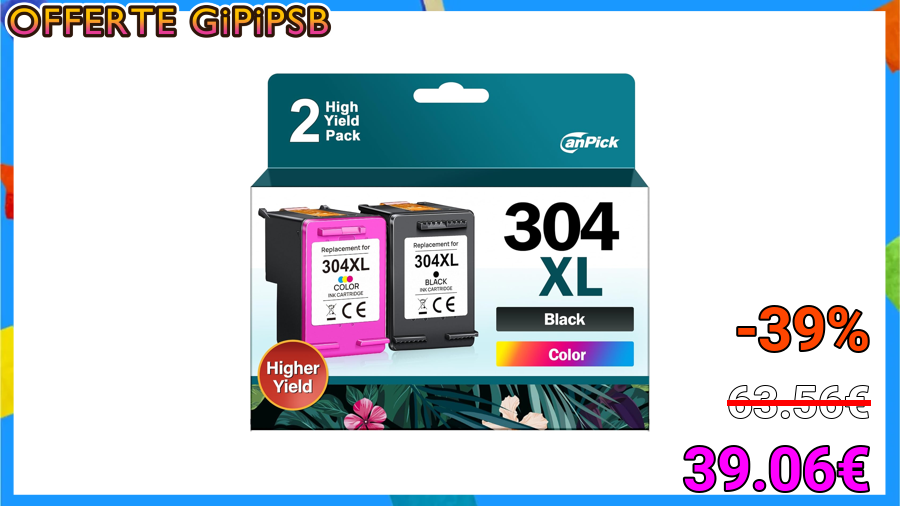 OFFERTE GiPiPSB
2 High
Yield
Pack
CanPick
Replacement for
304XL
COLOR
INK CARTRIDGE
CE
Replacement for
304XL
BLACK
INK CARTRIDGE
CE
304
XL
Black
Color
Higher
Yield
-39%
63.56€
39.06€